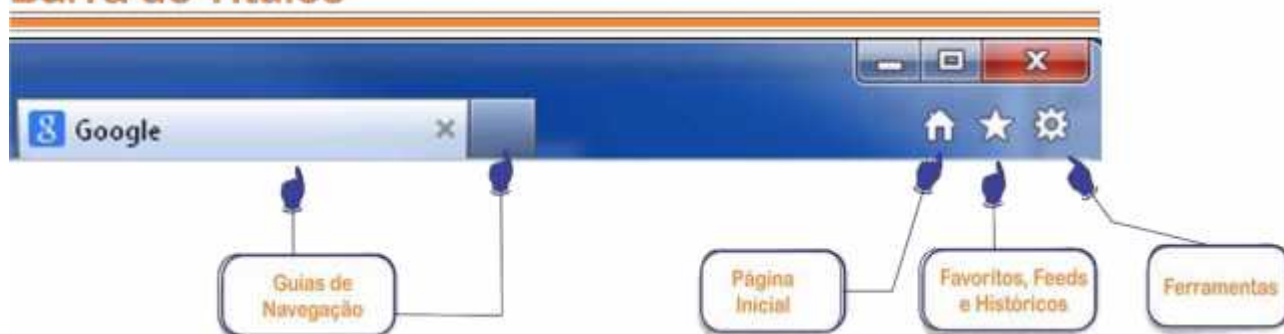 Barra de Títulos
Google
Guias de
Navegação
Página
Inicial
Favoritos, Feeds
e Históricos
Ferramentas